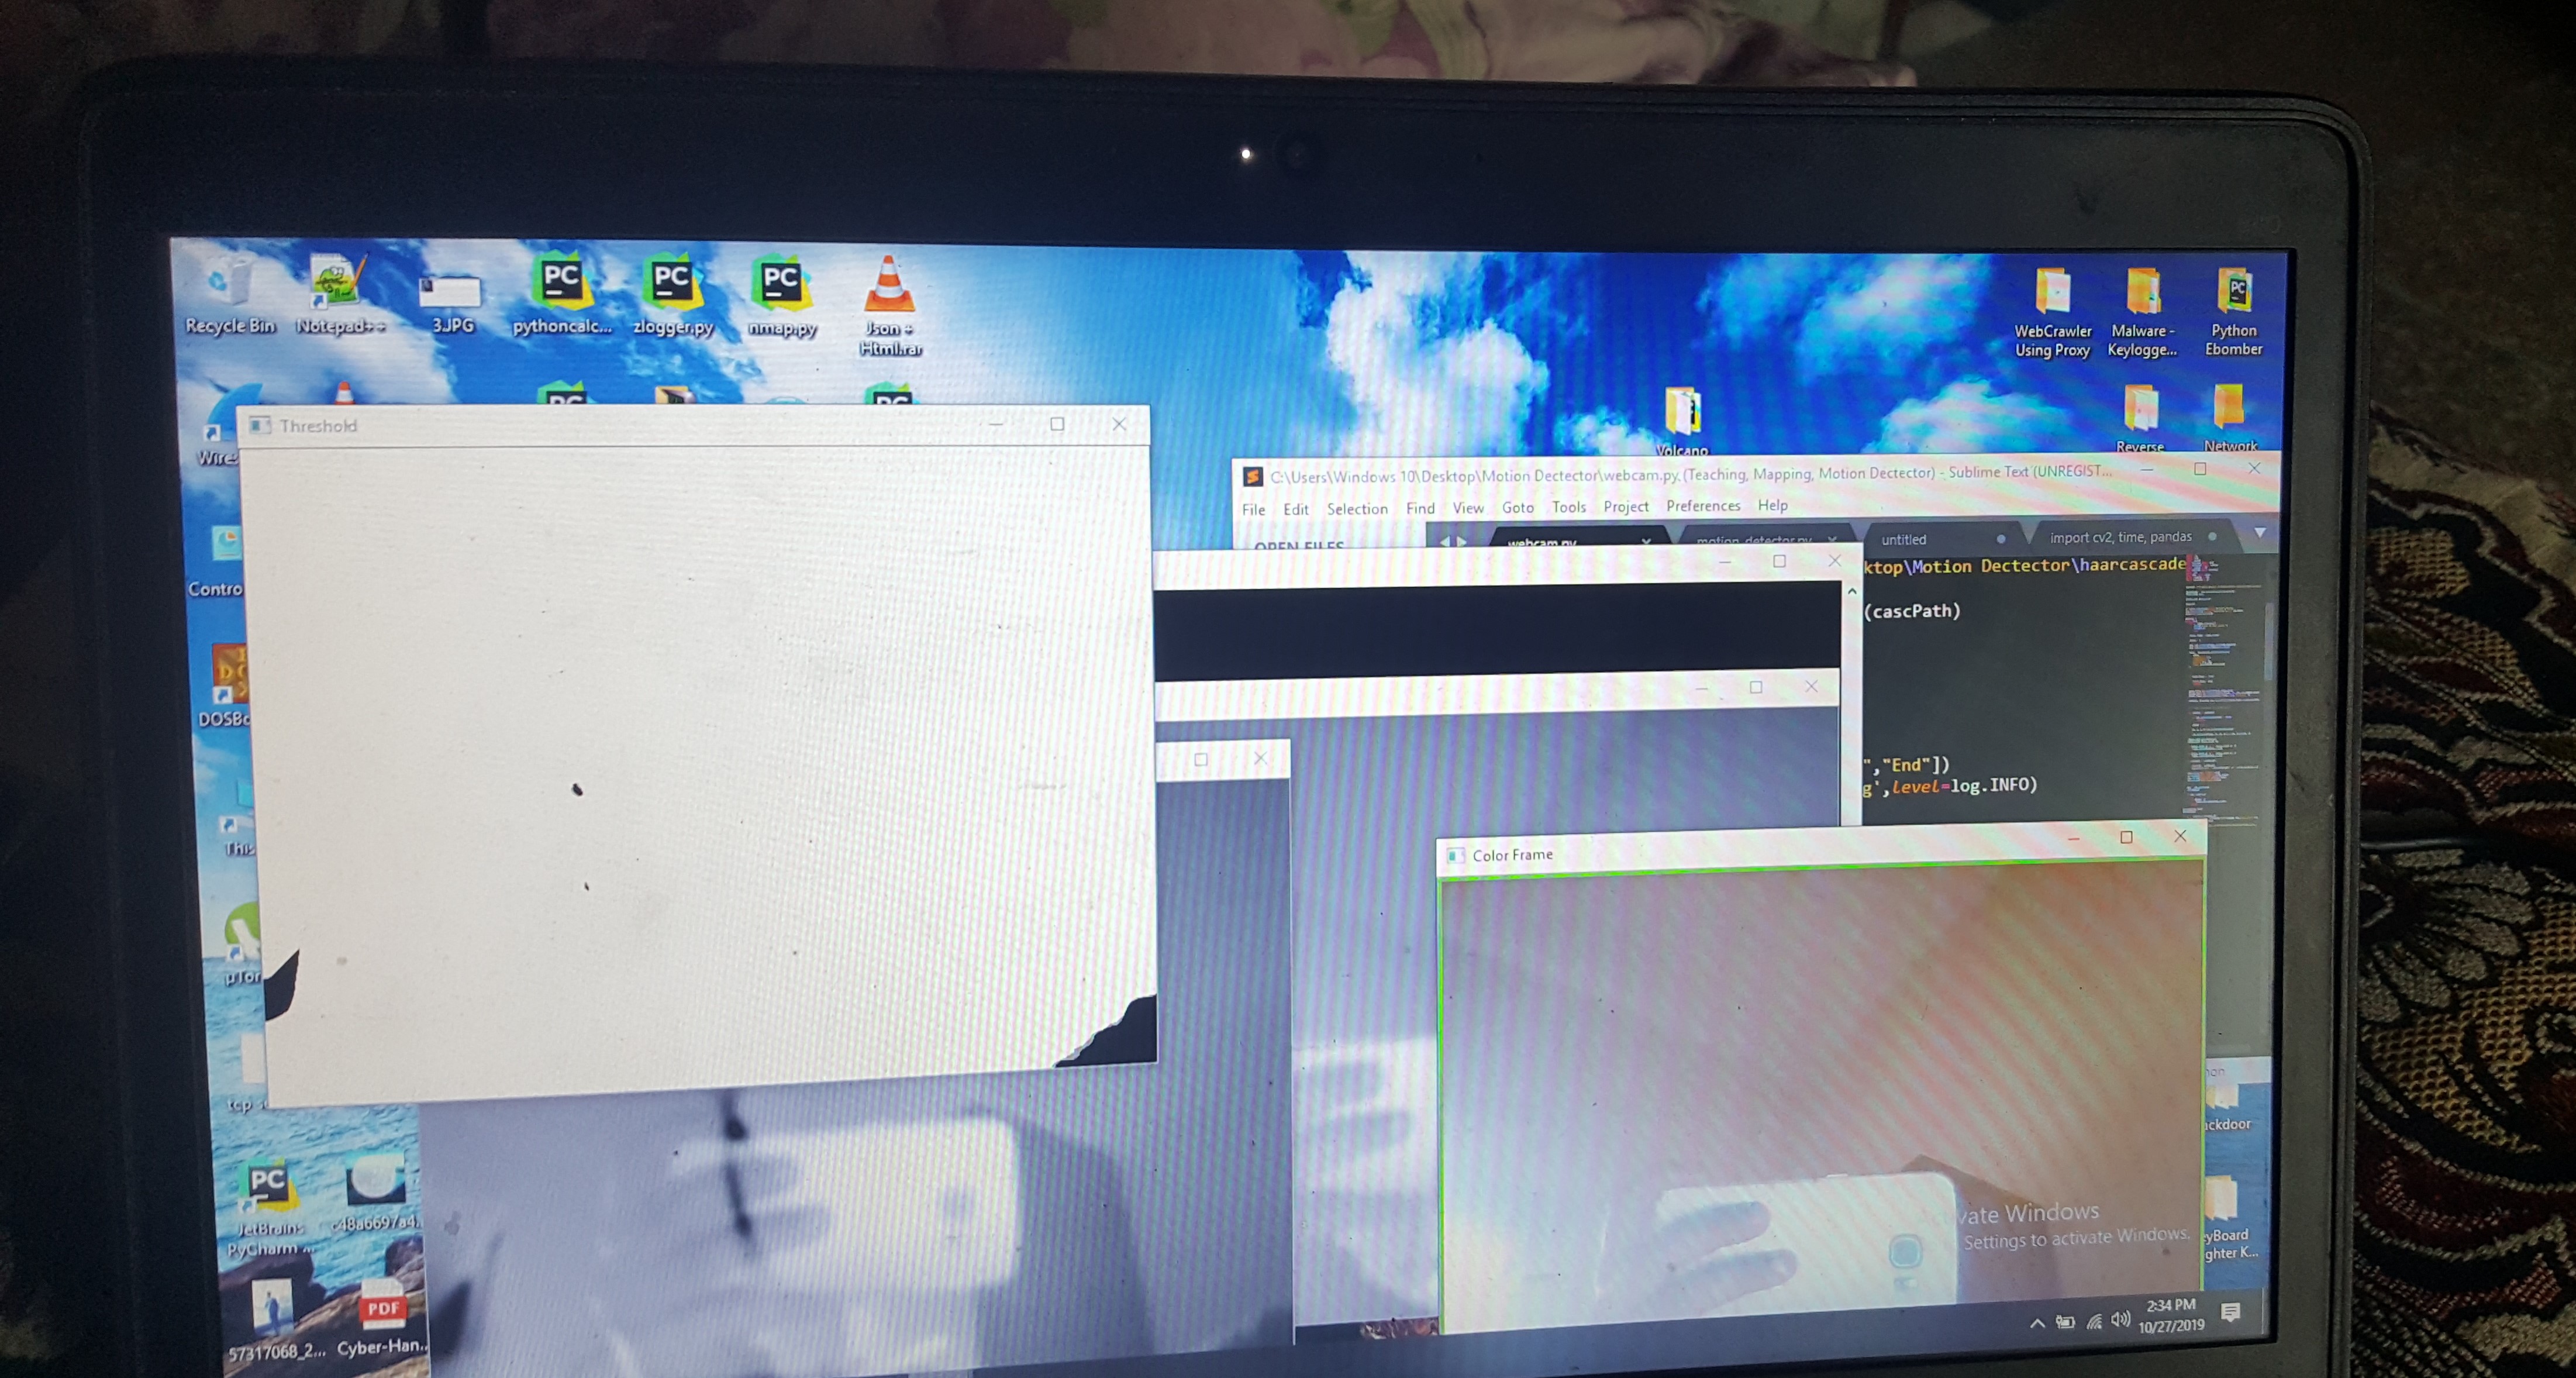 Recycle Bin
Notepad++
3.JPG
pythoncalc...
zlogger.py
nmap.py
Json +
Html.rar
WebCrawler
Using Proxy
Malware -
Keylogge...
Python
Ebomber
Volcano
Reverse
Network
Wire
Contro
DOSBo
This
µTor
tcp
Threshold
C:\Users\Windows 10\Desktop\Motion Dectector\webcam.py (Teaching, Mapping, Motion Dectector) - Sublime Text (UNREGIST...
File Edit Selection Find View Goto Tools Project Preferences Help
OPEN FILES
webcam.py
motion_detector.py
untitled
import cv2, time, pandas
ktop\Motion Dectector\haarcascade
(cascPath)
","End"])
g',level=log.INFO)
Color Frame
vate Windows
Settings to activate Windows.
ckdoor
yBoard
ghter K...
JetBrains
PyCharm ...
c48a6697a4...
57317068_2...
PDF
Cyber-Han...
2:34 PM
10/27/2019